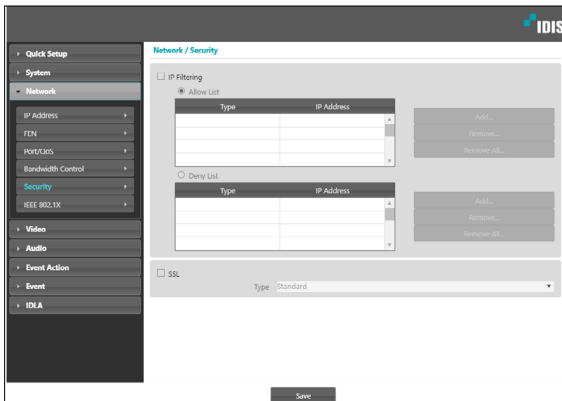 IDIS
Quick Setup
System
Network
IP Address
FEN
Port/QoS
Bandwidth Control
Security
IEEE 802.1X
Video
Audio
Event Action
Event
IDLA
Network / Security
IP Filtering
Allow List
Type IP Address
Add...
Remove...
Remove All...
Deny List
Type IP Address
Add...
Remove...
Remove All...
SSL
Type Standard
Save